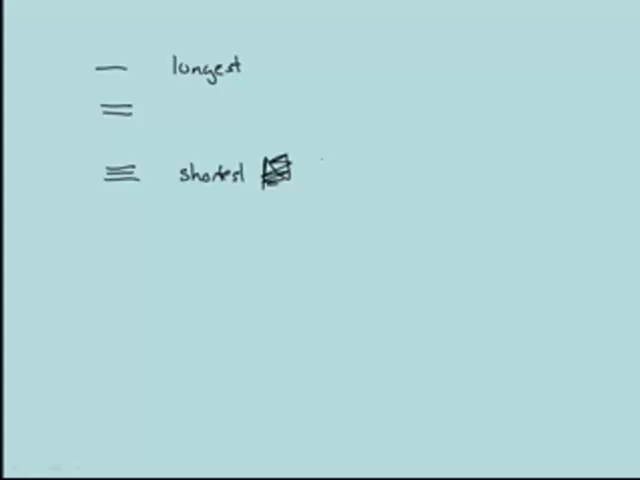 — longest
=
≡ shortest